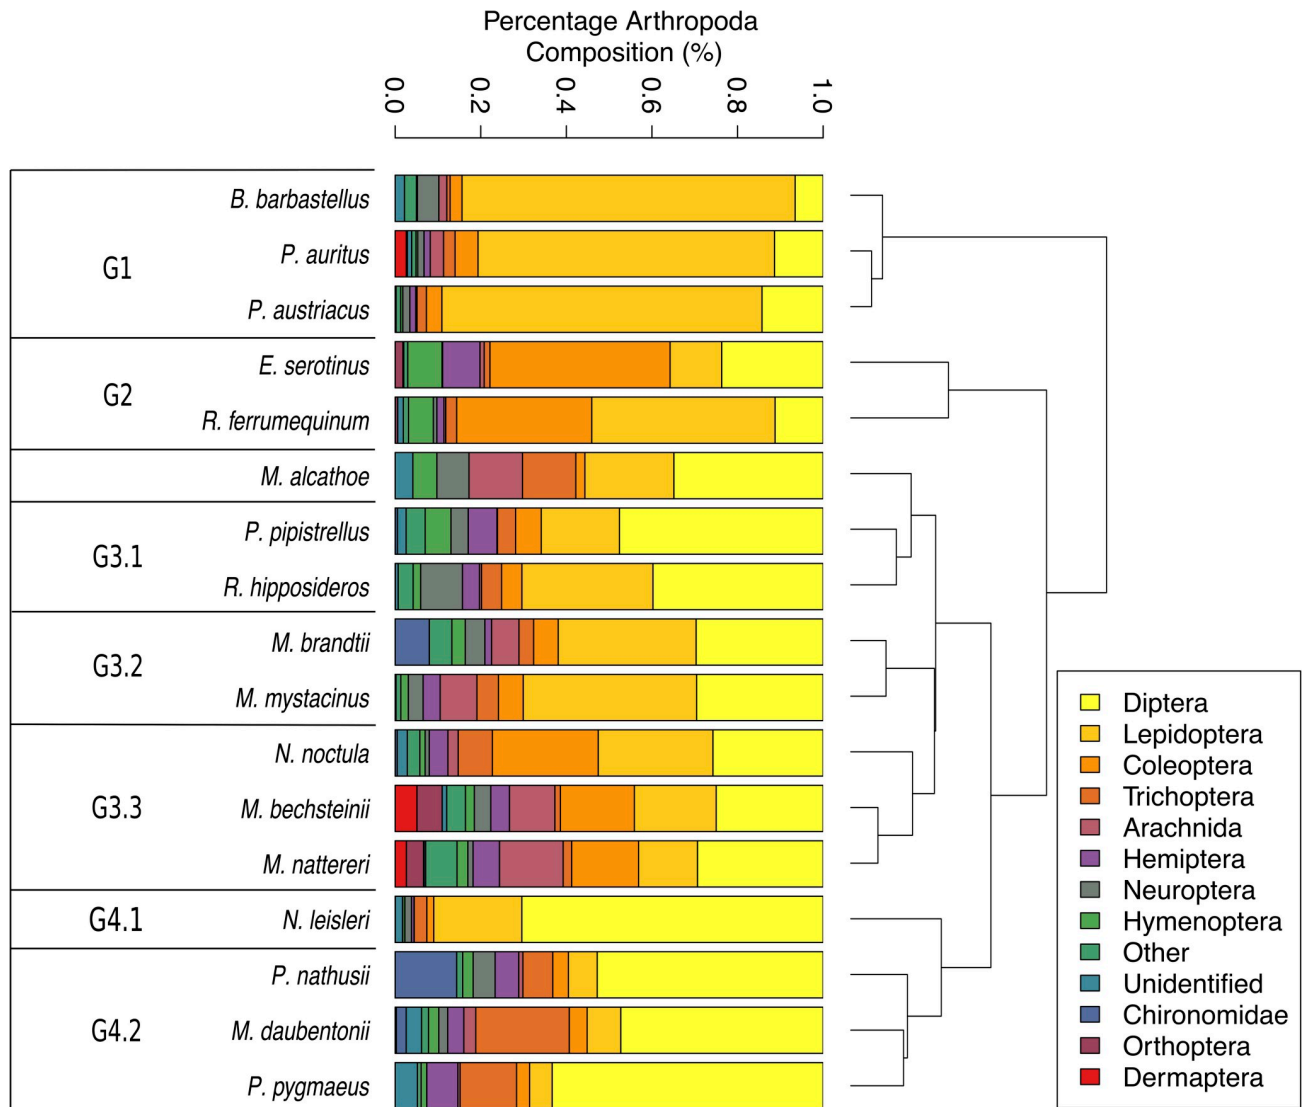 Percentage Arthropoda
Composition (%)
0.0
0.2
0.4
0.6
0.8
1.0
B. barbastellus
G1
P. auritus
P. austriacus
E. serotinus
G2
R. ferrumequinum
M. alcathoe
P. pipistrellus
G3.1
R. hipposideros
M. brandtii
G3.2
M. mystacinus
N. noctula
G3.3
M. bechsteinii
M. nattereri
G4.1
N. leisleri
P. nathusii
G4.2
M. daubentonii
P. pygmaeus
Diptera
Lepidoptera
Coleoptera
Trichoptera
Arachnida
Hemiptera
Neuroptera
Hymenoptera
Other
Unidentified
Chironomidae
Orthoptera
Dermaptera